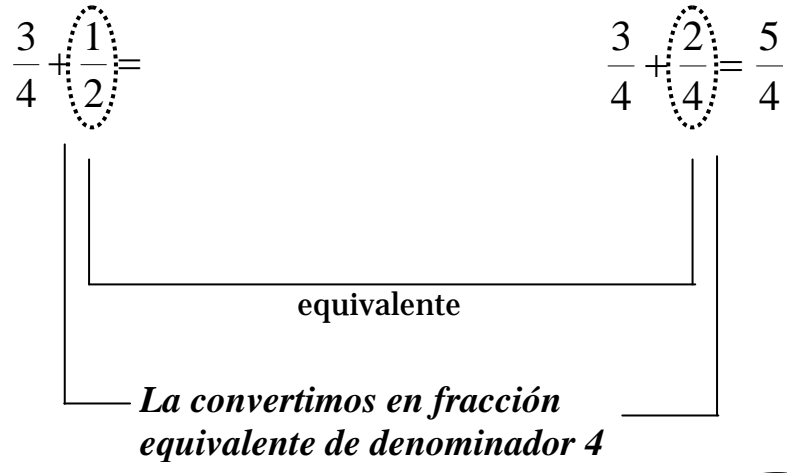 3/4 + 1/2 =
3/4 + 2/4 = 5/4
equivalente
La convertimos en fracción
equivalente de denominador 4